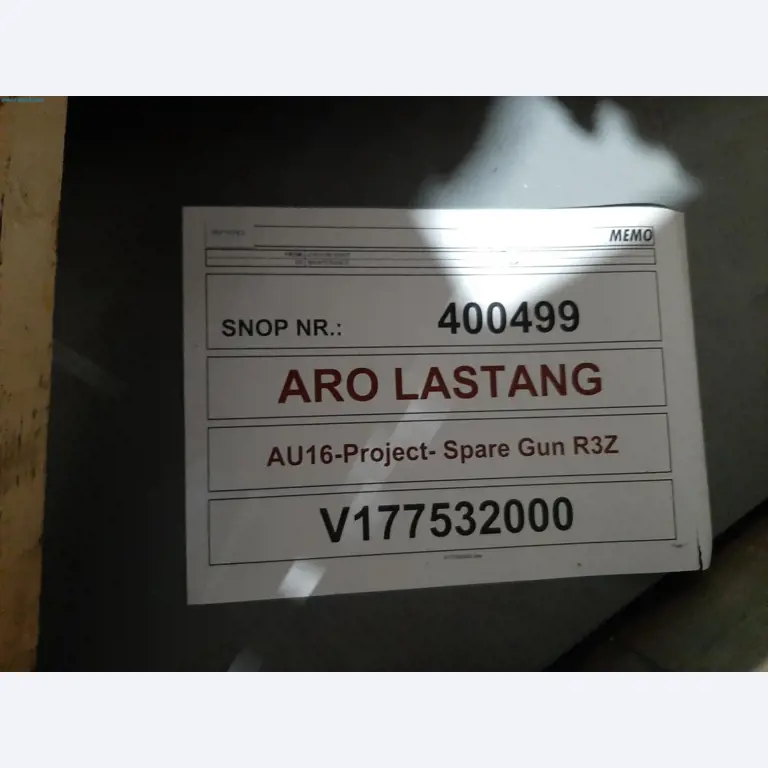 MEMO
SNOP NR.: 400499
ARO LASTANG
AU16-Project- Spare Gun R3Z
V177532000